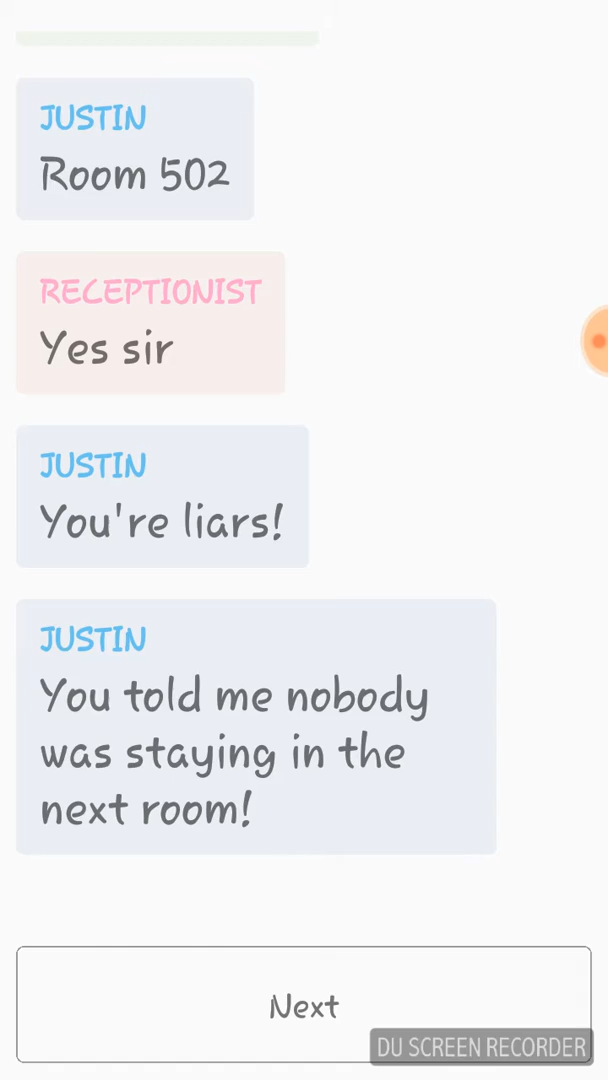 JUSTIN
Room 502
RECEPTIONIST
Yes sir
JUSTIN
You're liars!
JUSTIN
You told me nobody
was staying in the
next room!
Next
DU SCREEN RECORDER